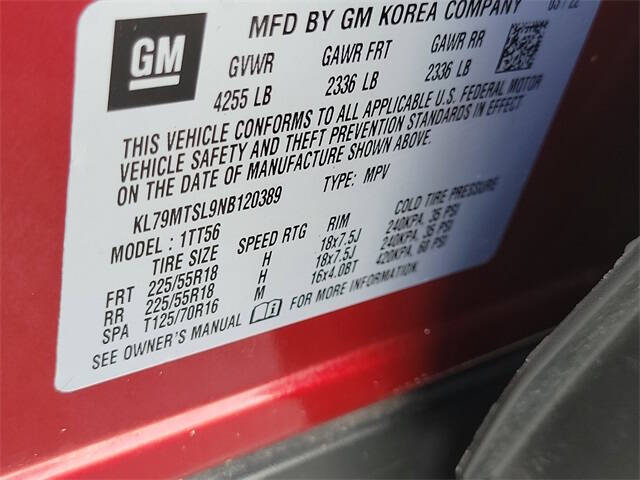 GM
MFD BY GM KOREA COMPANY 03/22
GVWR GAWR FRT GAWR RR
4255 LB 2336 LB 2336 LB
THIS VEHICLE CONFORMS TO ALL APPLICABLE U.S. FEDERAL MOTOR
VEHICLE SAFETY AND THEFT PREVENTION STANDARDS IN EFFECT
ON THE DATE OF MANUFACTURE SHOWN ABOVE.
KL79MTSL9NB120389 TYPE: MPV
MODEL: 1TT56
TIRE SIZE SPEED RTG RIM COLD TIRE PRESSURE
FRT 225/55R18 H 18x7.5J 240KPA, 35 PSI
RR 225/55R18 H 18x7.5J 240KPA, 35 PSI
SPA T125/70R16 M 16x4.0BT 420KPA, 60 PSI
SEE OWNER'S MANUAL FOR MORE INFORMATION.